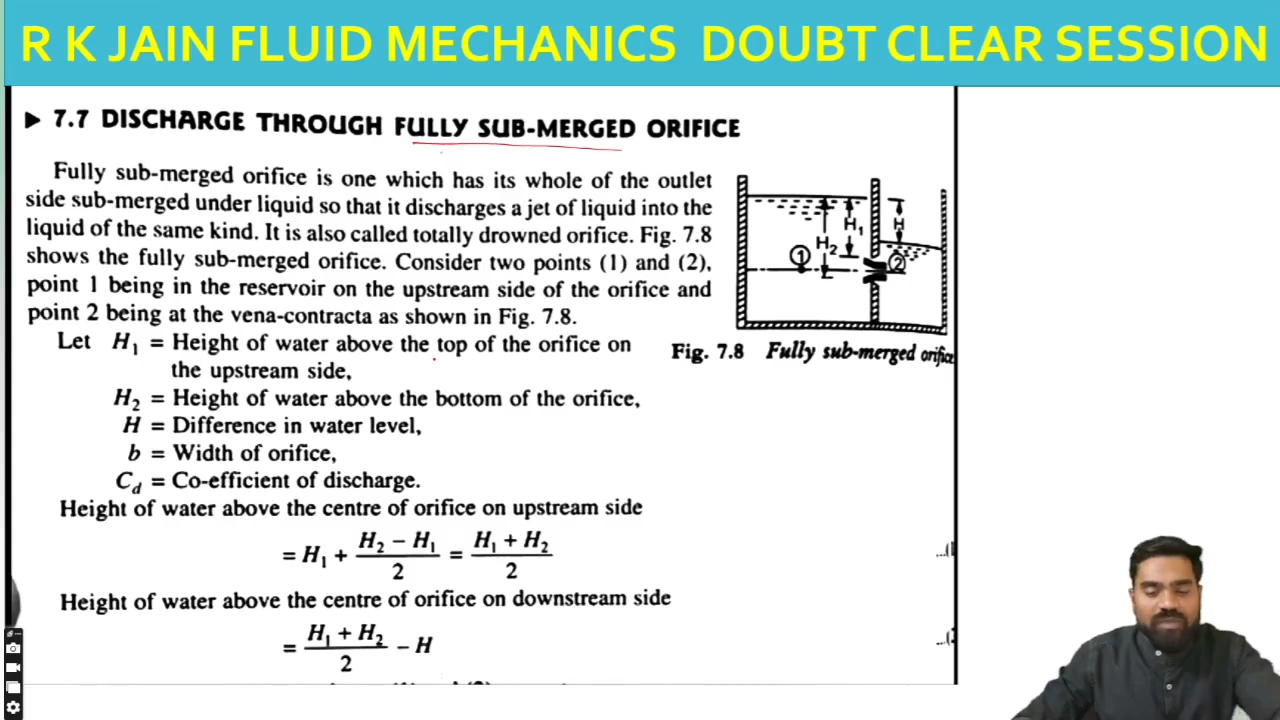 R K JAIN FLUID MECHANICS DOUBT CLEAR SESSION
▶ 7.7 DISCHARGE THROUGH FULLY SUB-MERGED ORIFICE
Fully sub-merged orifice is one which has its whole of the outlet
side sub-merged under liquid so that it discharges a jet of liquid into the
liquid of the same kind. It is also called totally drowned orifice. Fig. 7.8
shows the fully sub-merged orifice. Consider two points (1) and (2),
point 1 being in the reservoir on the upstream side of the orifice and
point 2 being at the vena-contracta as shown in Fig. 7.8.
H₁
H
H₂
①
②
Fig. 7.8 Fully sub-merged orifice
Let H₁ = Height of water above the top of the orifice on
the upstream side,
H₂ = Height of water above the bottom of the orifice,
H = Difference in water level,
b = Width of orifice,
C_d = Co-efficient of discharge.
Height of water above the centre of orifice on upstream side
= H₁ + (H₂ − H₁)/2 = (H₁ + H₂)/2
Height of water above the centre of orifice on downstream side
= (H₁ + H₂)/2 − H